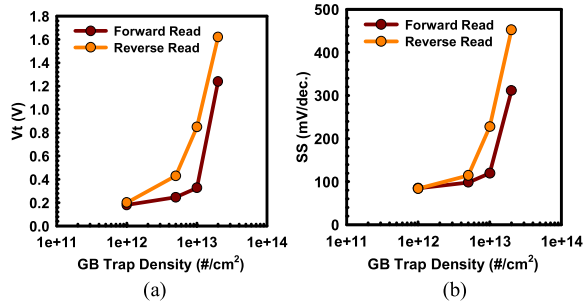 1.8
1.6
1.4
1.2
1.0
0.8
0.6
0.4
0.2
0.0
Vt (V)
Forward Read
Reverse Read
1e+11 1e+12 1e+13 1e+14
GB Trap Density (#/cm²)
(a)
500
400
300
200
100
0
SS (mV/dec.)
Forward Read
Reverse Read
1e+11 1e+12 1e+13 1e+14
GB Trap Density (#/cm²)
(b)